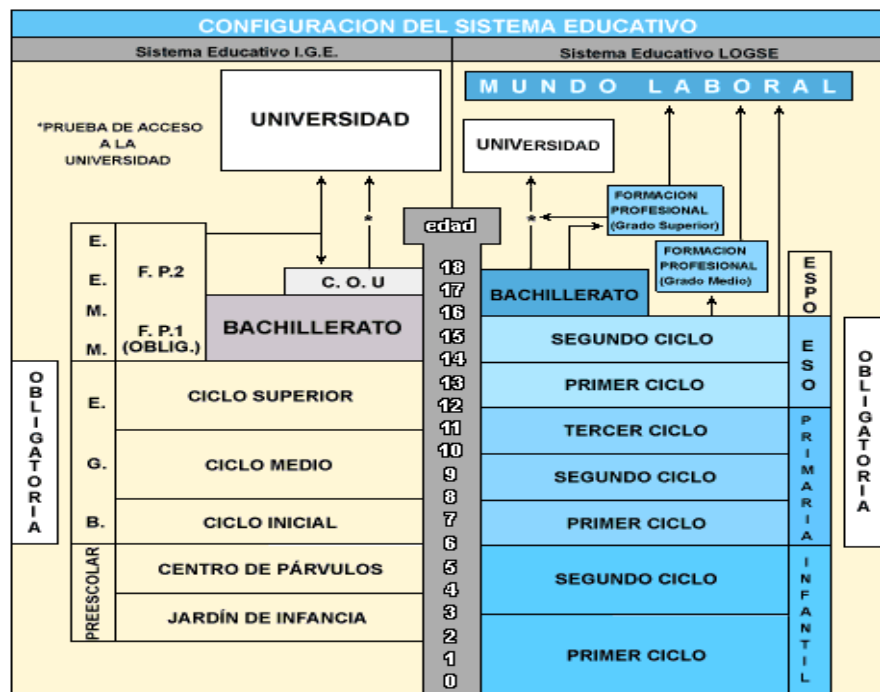 CONFIGURACION DEL SISTEMA EDUCATIVO
Sistema Educativo I.G.E.
Sistema Educativo LOGSE
*PRUEBA DE ACCESO
A LA
UNIVERSIDAD
UNIVERSIDAD
*
E.
E.
M.
M.
F. P.2
F. P.1
(OBLIG.)
C. O. U
BACHILLERATO
OBLIGATORIA
E.
G.
B.
CICLO SUPERIOR
CICLO MEDIO
CICLO INICIAL
PREESCOLAR
CENTRO DE PÁRVULOS
JARDÍN DE INFANCIA
edad
18
17
16
15
14
13
12
11
10
9
8
7
6
5
4
3
2
1
0
MUNDO LABORAL
UNIVERSIDAD
*
FORMACION
PROFESIONAL
(Grado Superior)
FORMACION
PROFESIONAL
(Grado Medio)
BACHILLERATO
ESPO
SEGUNDO CICLO
PRIMER CICLO
ESO
TERCER CICLO
SEGUNDO CICLO
PRIMER CICLO
PRIMARIA
SEGUNDO CICLO
PRIMER CICLO
INFANTIL
OBLIGATORIA